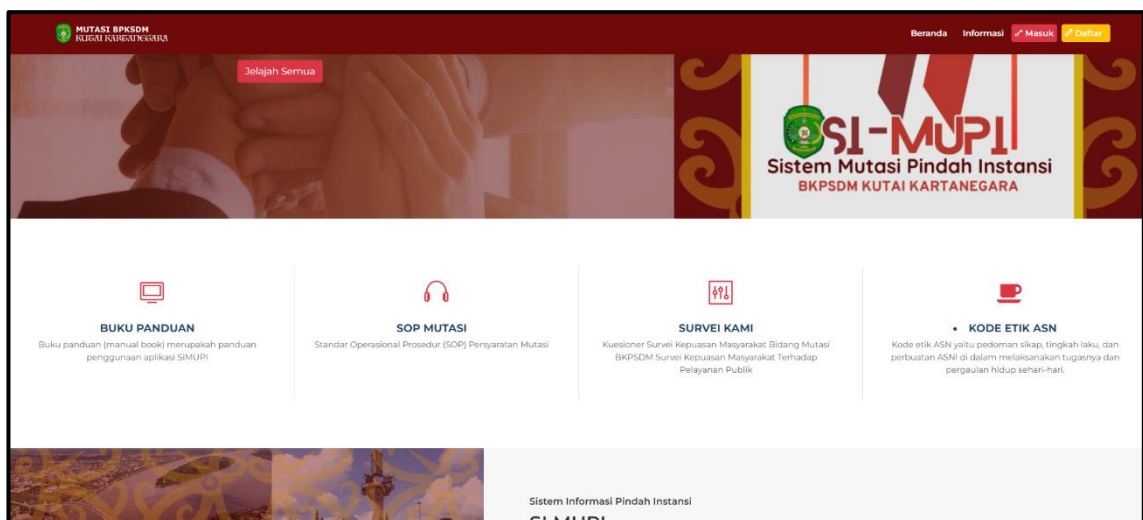 MUTASI BPKSDM
KUTAI KARTANEGARA
Beranda Informasi Masuk Daftar
Jelajah Semua
SI-MUPI
Sistem Mutasi Pindah Instansi
BKPSDM KUTAI KARTANEGARA
BUKU PANDUAN
Buku panduan (manual book) merupakah panduan
penggunaan aplikasi SIMUPI
SOP MUTASI
Standar Operasional Prosedur (SOP) Persyaratan Mutasi
SURVEI KAMI
Kuesioner Survei Kepuasan Masyarakat Bidang Mutasi
BKPSDM Survei Kepuasan Masyarakat Terhadap
Pelayanan Publik
• KODE ETIK ASN
Kode etik ASN yaitu pedoman sikap, tingkah laku, dan
perbuatan ASNI di dalam melaksanakan tugasnya dan
pergaulan hidup sehari-hari.
Sistem Informasi Pindah Instansi
SI MUPI